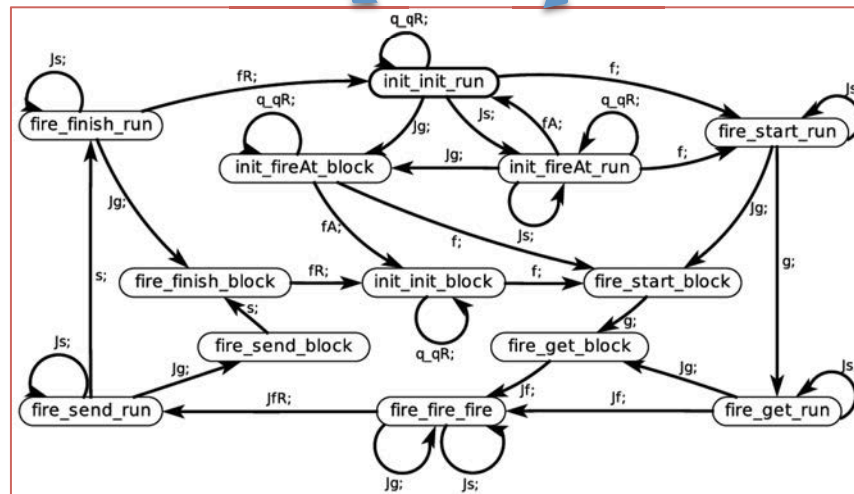 q_qR;
Js;
fR;
init_init_run
f;
Js;
fire_finish_run
q_qR;
Jg;
Js;
fA;
q_qR;
fire_start_run
init_fireAt_block
Jg;
init_fireAt_run
f;
Jg;
fA;
f;
Js;
Jg;
s;
g;
fire_finish_block
fR;
init_init_block
f;
fire_start_block
s;
q_qR;
g;
fire_send_block
fire_get_block
Js;
Jg;
Jf;
Jg;
Js
fire_send_run
JfR;
fire_fire_fire
Jf;
fire_get_run
Jg;
Js;